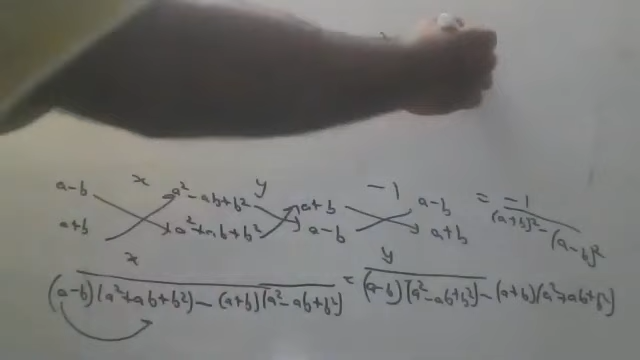 x y -1
a-b a²-ab+b² a+b a-b
a+b a²+ab+b² a-b a+b
= -1 / (a+b)² - (a-b)²
x / (a-b)(a²+ab+b²) - (a+b)(a²-ab+b²) = y / (a-b)(a²-ab+b²) - (a+b)(a²+ab+b²)